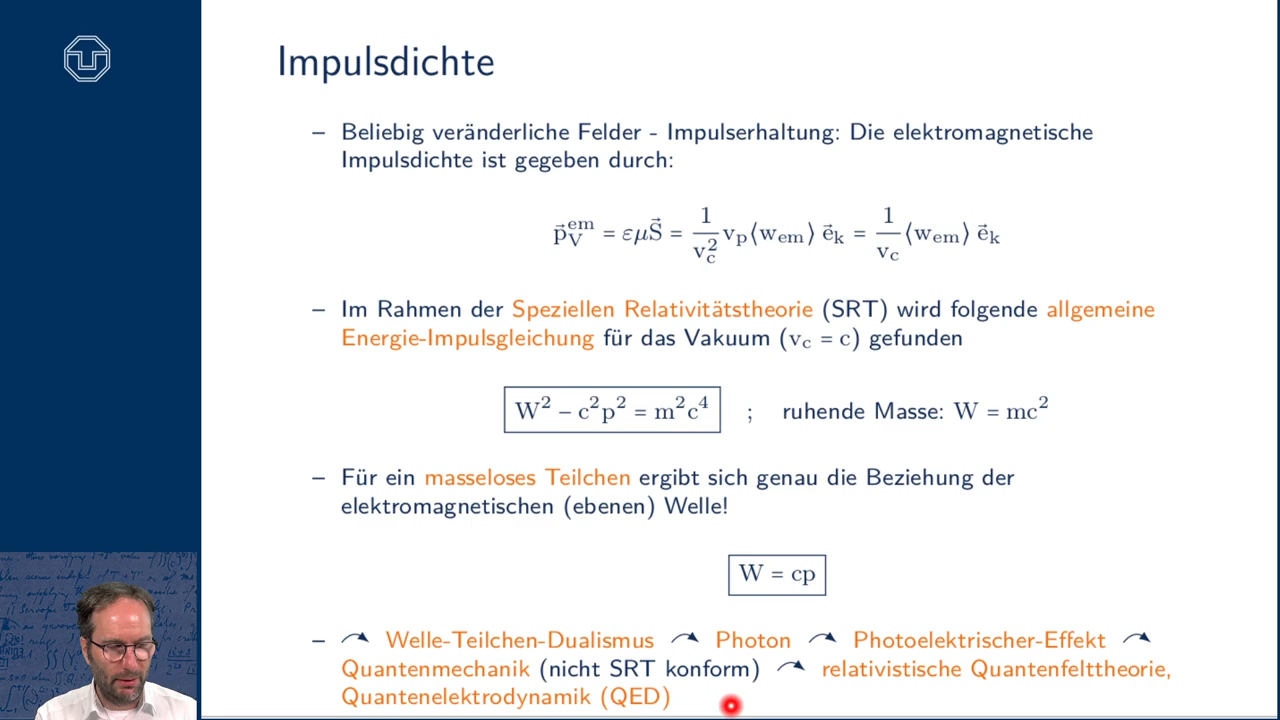 Impulsdichte
– Beliebig veränderliche Felder - Impulserhaltung: Die elektromagnetische
Impulsdichte ist gegeben durch:
p⃗_V^em = εμS⃗ = 1/v_c² v_p⟨w_em⟩ e⃗_k = 1/v_c ⟨w_em⟩ e⃗_k
– Im Rahmen der Speziellen Relativitätstheorie (SRT) wird folgende allgemeine
Energie-Impulsgleichung für das Vakuum (v_c = c) gefunden
W² – c²p² = m²c⁴ ; ruhende Masse: W = mc²
– Für ein masseloses Teilchen ergibt sich genau die Beziehung der
elektromagnetischen (ebenen) Welle!
W = cp
– ↷ Welle-Teilchen-Dualismus ↷ Photon ↷ Photoelektrischer-Effekt ↷
Quantenmechanik (nicht SRT konform) ↷ relativistische Quantenfelttheorie,
Quantenelektrodynamik (QED)